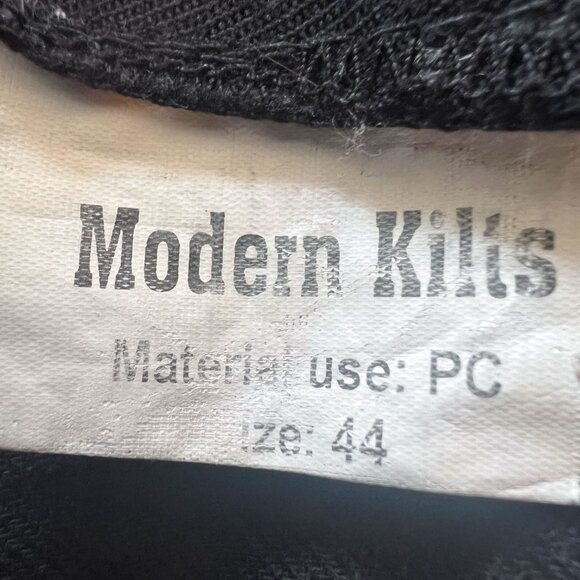 Modern Kilts
Material use: PC
ize: 44